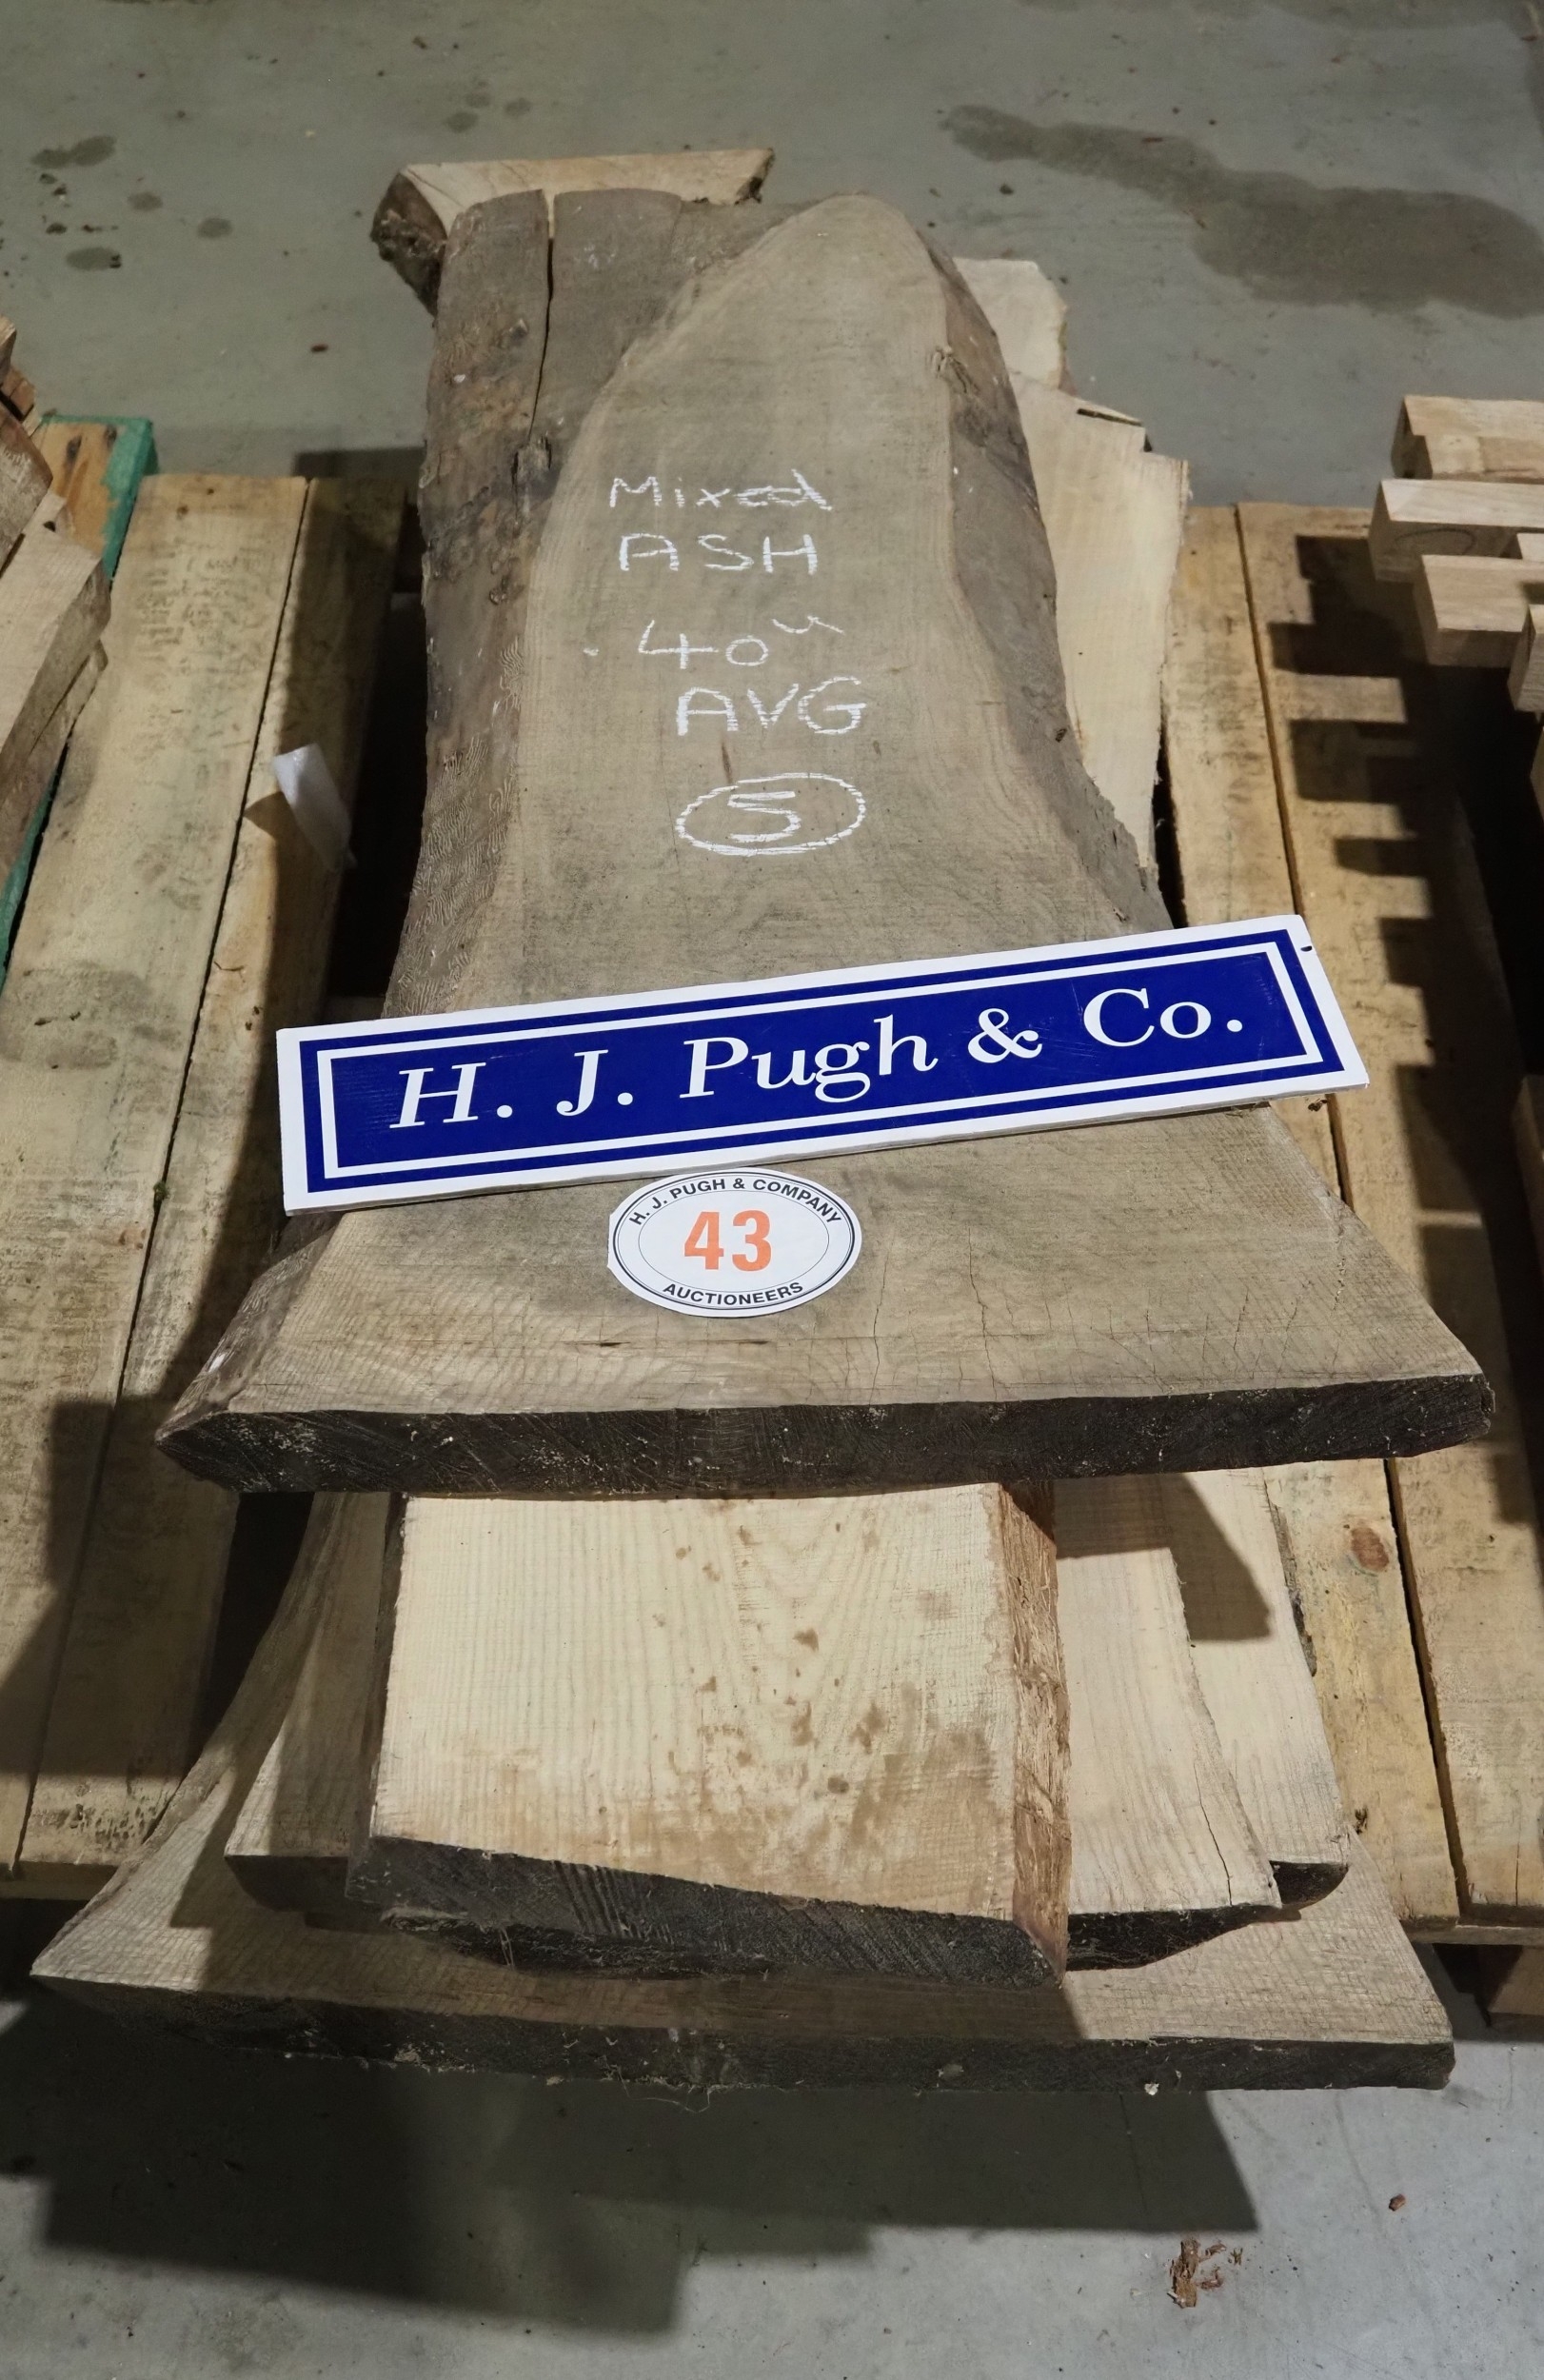 Mixed
ASH
40"
AVG
5
H. J. Pugh & Co.
H. J. PUGH & COMPANY
43
AUCTIONEERS